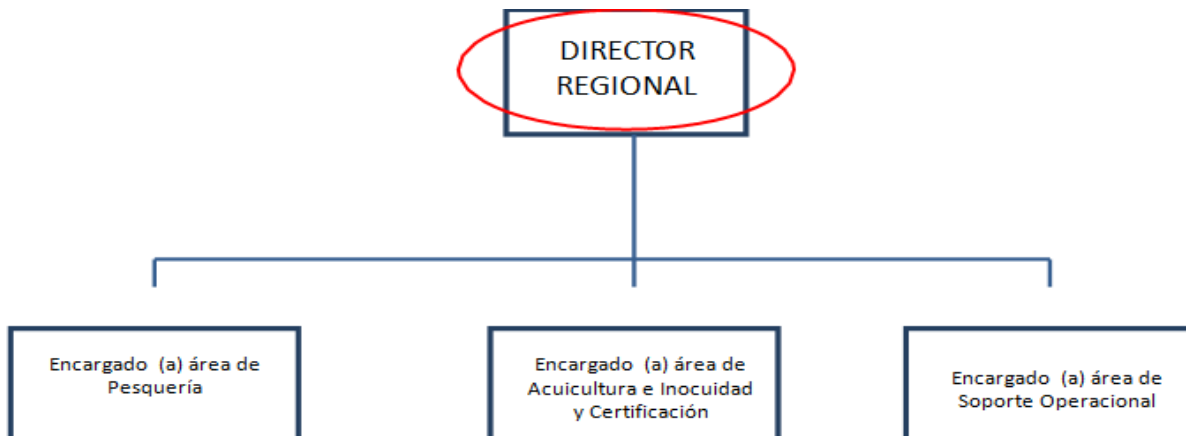 DIRECTOR
REGIONAL
Encargado (a) área de
Pesquería
Encargado (a) área de
Acuicultura e Inocuidad
y Certificación
Encargado (a) área de
Soporte Operacional